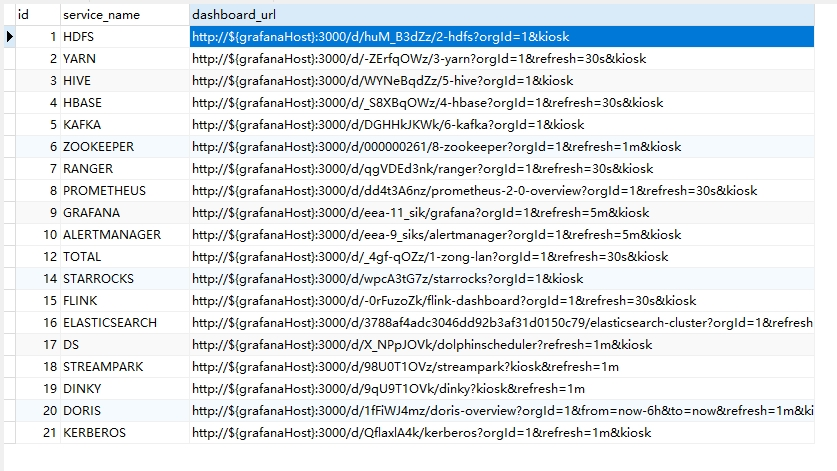 id service_name dashboard_url
1 HDFS http://${grafanaHost}:3000/d/huM_B3dZz/2-hdfs?orgId=1&kiosk
2 YARN http://${grafanaHost}:3000/d/-ZErfqOWz/3-yarn?orgId=1&refresh=30s&kiosk
3 HIVE http://${grafanaHost}:3000/d/WYNeBqdZz/5-hive?orgId=1&kiosk
4 HBASE http://${grafanaHost}:3000/d/_S8XBqOWz/4-hbase?orgId=1&refresh=30s&kiosk
5 KAFKA http://${grafanaHost}:3000/d/DGHHkJKWk/6-kafka?orgId=1&kiosk
6 ZOOKEEPER http://${grafanaHost}:3000/d/000000261/8-zookeeper?orgId=1&refresh=1m&kiosk
7 RANGER http://${grafanaHost}:3000/d/qgVDEd3nk/ranger?orgId=1&refresh=30s&kiosk
8 PROMETHEUS http://${grafanaHost}:3000/d/dd4t3A6nz/prometheus-2-0-overview?orgId=1&refresh=30s&kiosk
9 GRAFANA http://${grafanaHost}:3000/d/eea-11_sik/grafana?orgId=1&refresh=5m&kiosk
10 ALERTMANAGER http://${grafanaHost}:3000/d/eea-9_siks/alertmanager?orgId=1&refresh=5m&kiosk
12 TOTAL http://${grafanaHost}:3000/d/_4gf-qOZz/1-zong-lan?orgId=1&refresh=30s&kiosk
14 STARROCKS http://${grafanaHost}:3000/d/wpcA3tG7z/starrocks?orgId=1&kiosk
15 FLINK http://${grafanaHost}:3000/d/-0rFuzoZk/flink-dashboard?orgId=1&refresh=30s&kiosk
16 ELASTICSEARCH http://${grafanaHost}:3000/d/3788af4adc3046dd92b3af31d0150c79/elasticsearch-cluster?orgId=1&refresh
17 DS http://${grafanaHost}:3000/d/X_NPpJOVk/dolphinscheduler?refresh=1m&kiosk
18 STREAMPARK http://${grafanaHost}:3000/d/98U0T1OVz/streampark?kiosk&refresh=1m
19 DINKY http://${grafanaHost}:3000/d/9qU9T1OVk/dinky?kiosk&refresh=1m
20 DORIS http://${grafanaHost}:3000/d/1fFiWJ4mz/doris-overview?orgId=1&from=now-6h&to=now&refresh=1m&ki
21 KERBEROS http://${grafanaHost}:3000/d/QflaxlA4k/kerberos?orgId=1&refresh=1m&kiosk